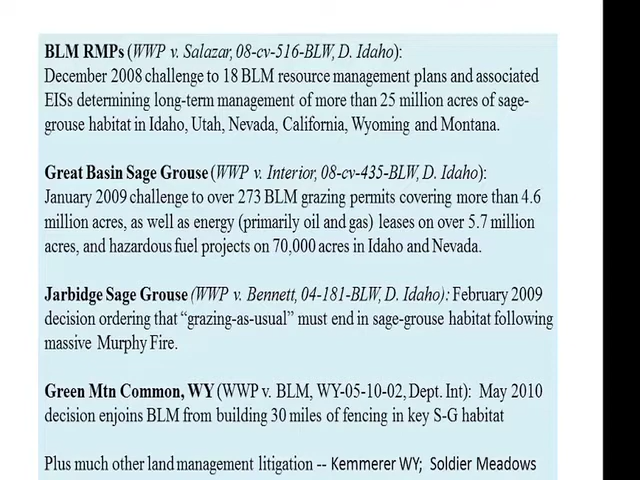 BLM RMPs (WWP v. Salazar, 08-cv-516-BLW, D. Idaho):
December 2008 challenge to 18 BLM resource management plans and associated
EISs determining long-term management of more than 25 million acres of sage-
grouse habitat in Idaho, Utah, Nevada, California, Wyoming and Montana.
Great Basin Sage Grouse (WWP v. Interior, 08-cv-435-BLW, D. Idaho):
January 2009 challenge to over 273 BLM grazing permits covering more than 4.6
million acres, as well as energy (primarily oil and gas) leases on over 5.7 million
acres, and hazardous fuel projects on 70,000 acres in Idaho and Nevada.
Jarbidge Sage Grouse (WWP v. Bennett, 04-181-BLW, D. Idaho): February 2009
decision ordering that “grazing-as-usual” must end in sage-grouse habitat following
massive Murphy Fire.
Green Mtn Common, WY (WWP v. BLM, WY-05-10-02, Dept. Int): May 2010
decision enjoins BLM from building 30 miles of fencing in key S-G habitat
Plus much other land management litigation -- Kemmerer WY; Soldier Meadows